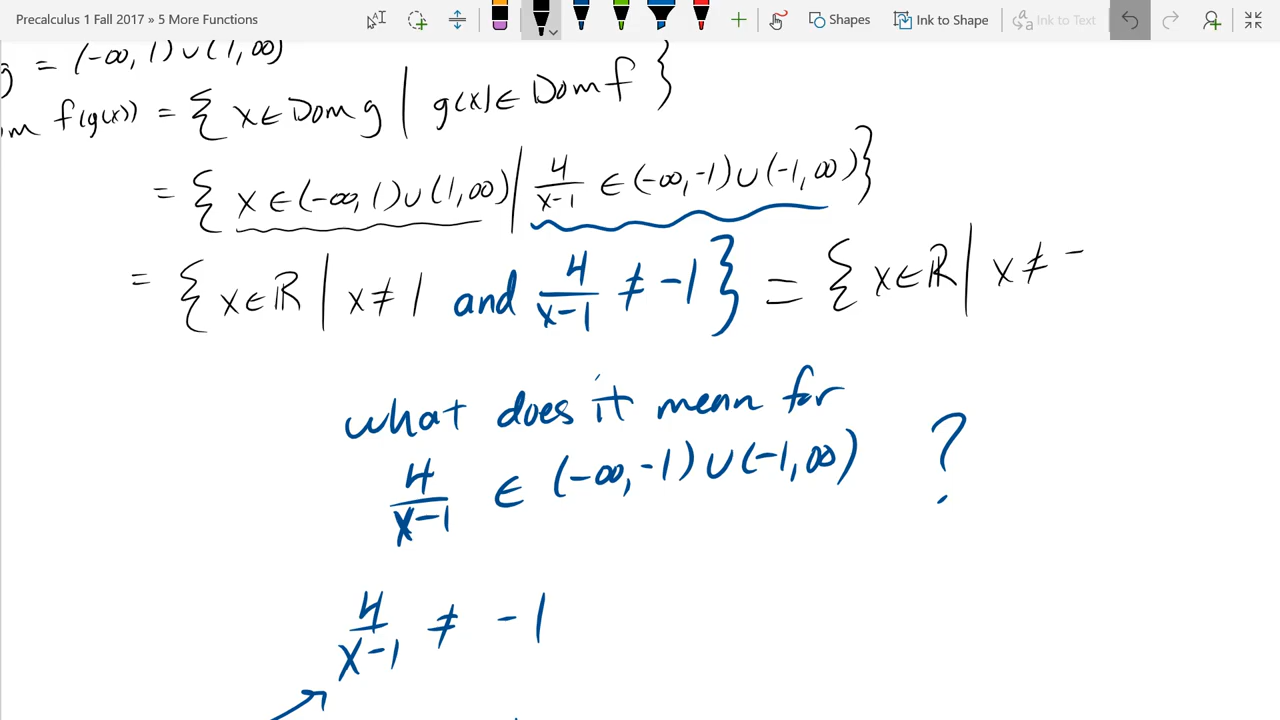 Precalculus 1 Fall 2017 » 5 More Functions
Shapes
Ink to Shape
Ink to Text
g = (-∞, 1) ∪ (1, ∞)
m f(g(x)) = { x ∈ Dom g | g(x) ∈ Dom f }
= { x ∈ (-∞, 1) ∪ (1, ∞) | 4/(x-1) ∈ (-∞, -1) ∪ (-1, ∞) }
= { x ∈ ℝ | x ≠ 1 and 4/(x-1) ≠ -1 } = { x ∈ ℝ | x ≠ -
what does it mean for
4/(x-1) ∈ (-∞, -1) ∪ (-1, ∞) ?
4/(x-1) ≠ -1